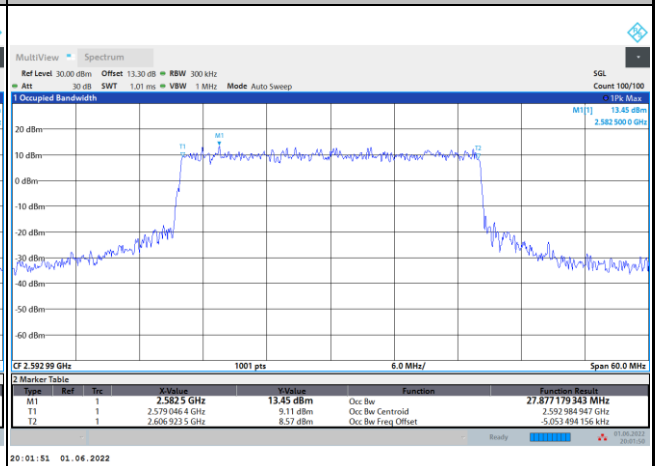 MultiView Spectrum
Ref Level 30.00 dBm Offset 13.30 dB RBW 300 kHz SGL
Att 30 dB SWT 1.01 ms VBW 1 MHz Mode Auto Sweep Count 100/100
1 Occupied Bandwidth 1Pk Max
M1[1] 13.45 dBm
2.582 500 0 GHz
20 dBm
M1
T1 T2
10 dBm
0 dBm
-10 dBm
-20 dBm
-30 dBm
-40 dBm
-50 dBm
-60 dBm
CF 2.592 99 GHz 1001 pts 6.0 MHz/ Span 60.0 MHz
2 Marker Table
Type Ref Trc X-Value Y-Value Function Function Result
M1 1 2.5825 GHz 13.45 dBm Occ Bw 27.877 179 343 MHz
T1 1 2.579 046 4 GHz 9.11 dBm Occ Bw Centroid 2.592 984 947 GHz
T2 1 2.606 923 5 GHz 8.57 dBm Occ Bw Freq Offset -5.053 494 156 kHz
Ready 01.06.2022
20:01:50
20:01:51 01.06.2022